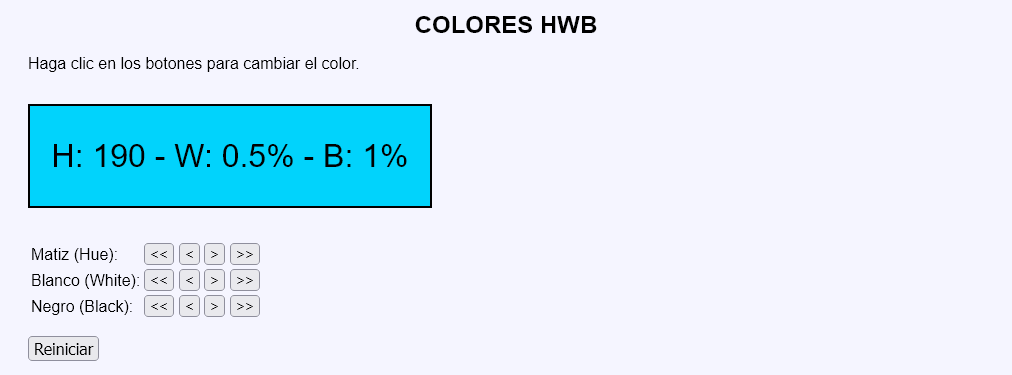 COLORES HWB
Haga clic en los botones para cambiar el color.
H: 190 - W: 0.5% - B: 1%
Matiz (Hue): << < > >>
Blanco (White): << < > >>
Negro (Black): << < > >>
Reiniciar